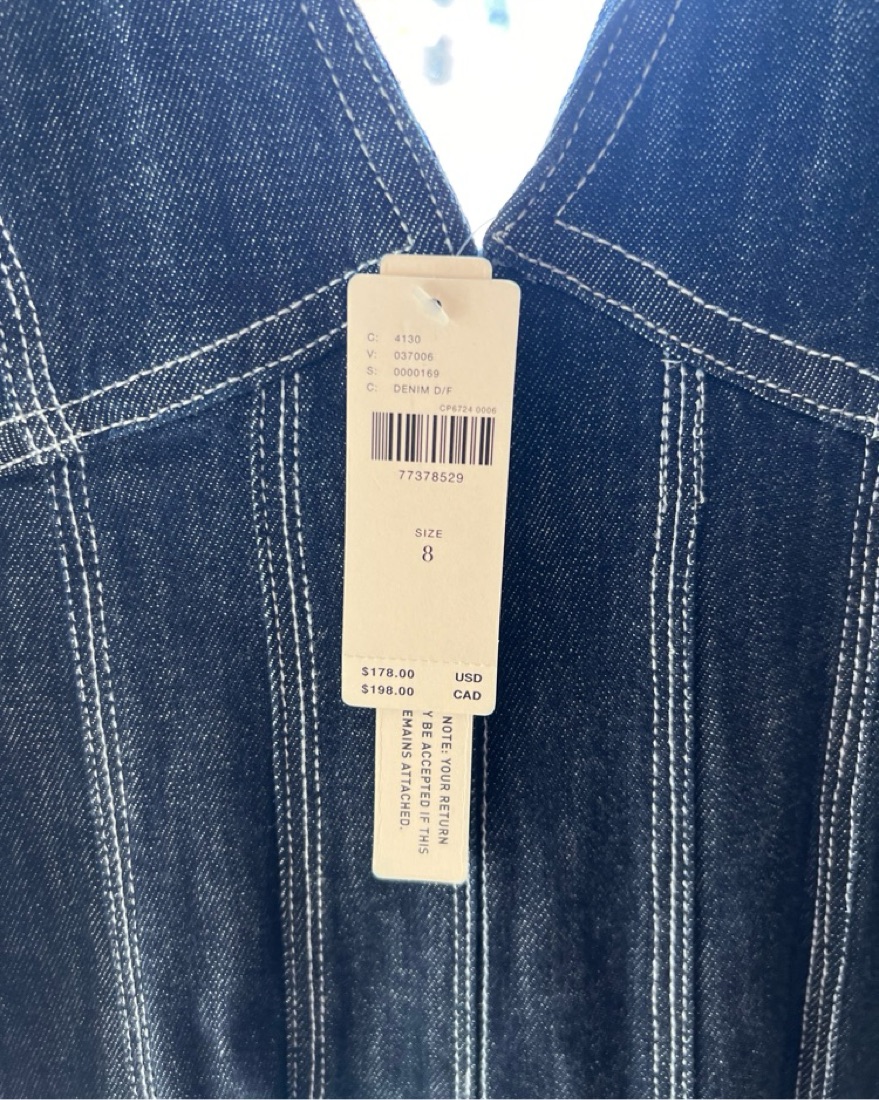 C: 4130
V: 037006
S: 0000169
C: DENIM D/F
CP6724 0006
77378529
SIZE
8
$178.00 USD
$198.00 CAD
NOTE: YOUR RETURN
Y BE ACCEPTED IF THIS
EMAINS ATTACHED.